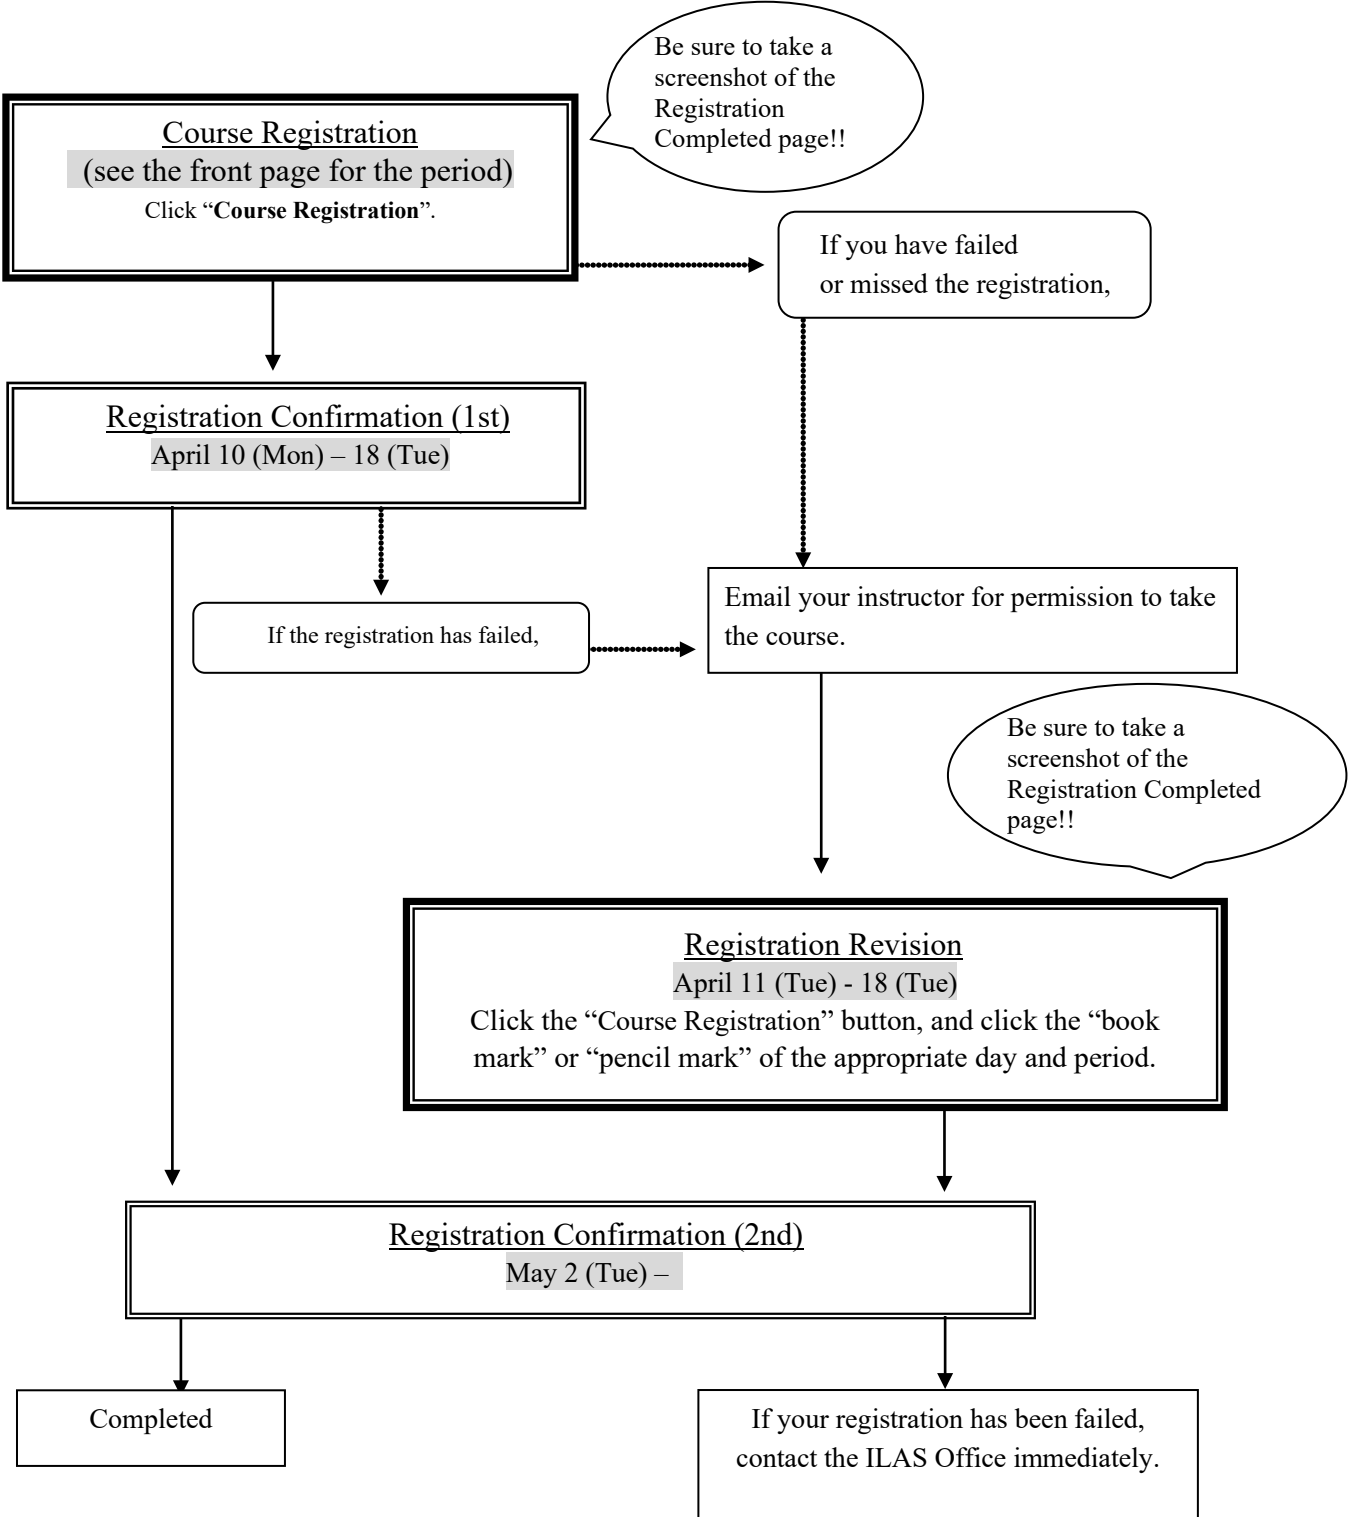 Be sure to take a
screenshot of the
Registration
Completed page!!
Course Registration
(see the front page for the period)
Click “Course Registration”.
If you have failed
or missed the registration,
Registration Confirmation (1st)
April 10 (Mon) – 18 (Tue)
Email your instructor for permission to take
the course.
If the registration has failed,
Be sure to take a
screenshot of the
Registration Completed
page!!
Registration Revision
April 11 (Tue) - 18 (Tue)
Click the “Course Registration” button, and click the “book
mark” or “pencil mark” of the appropriate day and period.
Registration Confirmation (2nd)
May 2 (Tue) –
Completed
If your registration has been failed,
contact the ILAS Office immediately.